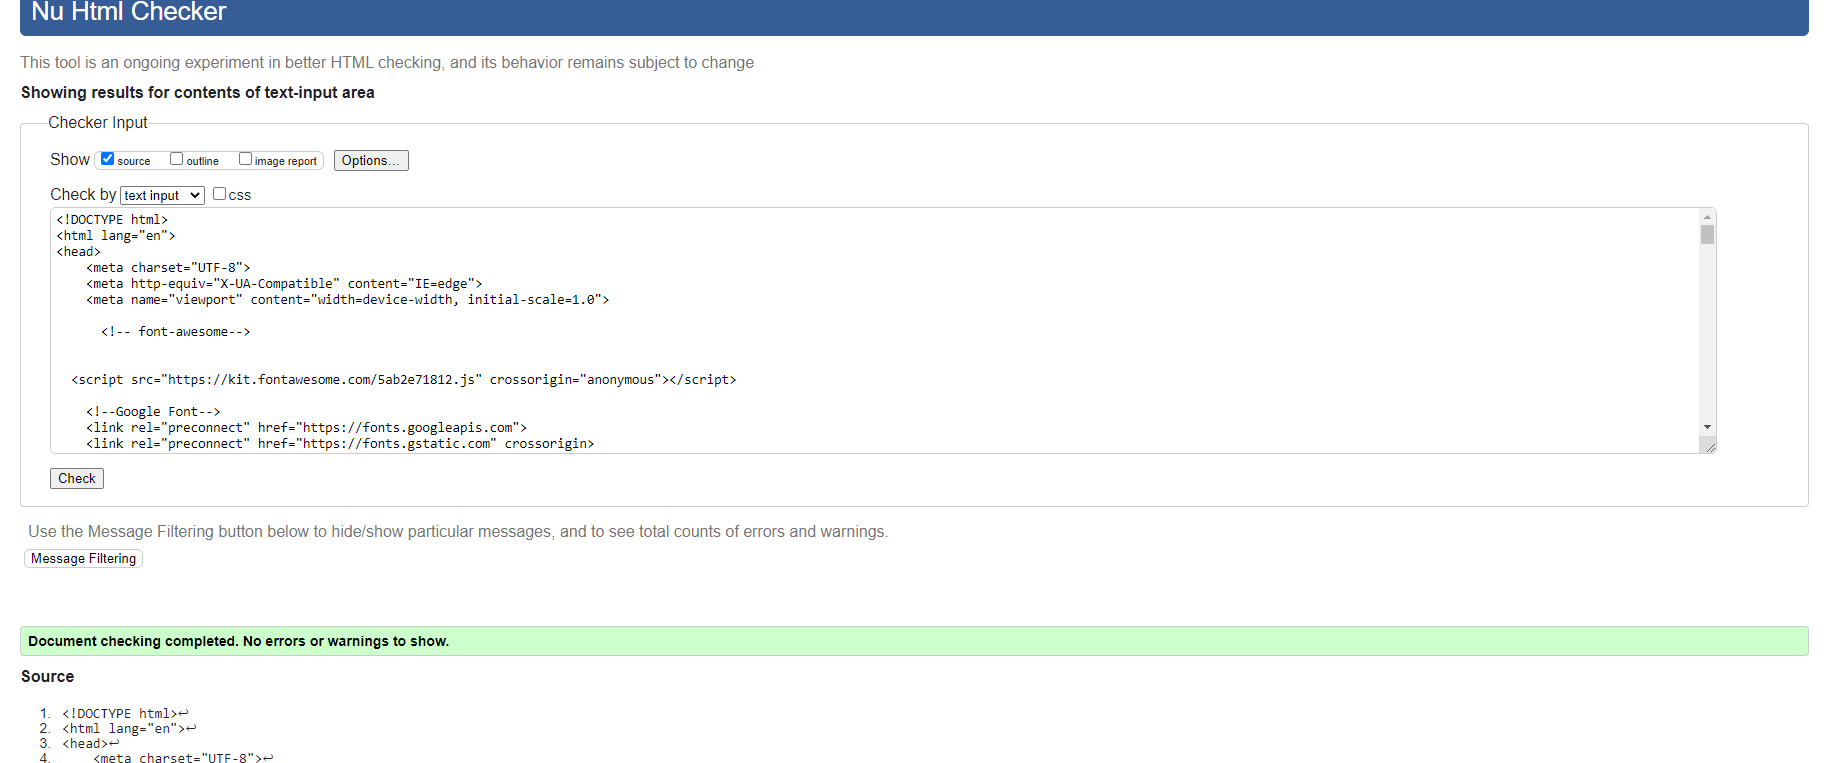 Nu Html Checker
This tool is an ongoing experiment in better HTML checking, and its behavior remains subject to change
Showing results for contents of text-input area
Checker Input
Show source outline image report Options...
Check by text input css
<!DOCTYPE html>
<html lang="en">
<head>
    <meta charset="UTF-8">
    <meta http-equiv="X-UA-Compatible" content="IE=edge">
    <meta name="viewport" content="width=device-width, initial-scale=1.0">
      <!-- font-awesome-->
  <script src="https://kit.fontawesome.com/5ab2e71812.js" crossorigin="anonymous"></script>
    <!--Google Font-->
    <link rel="preconnect" href="https://fonts.googleapis.com">
    <link rel="preconnect" href="https://fonts.gstatic.com" crossorigin>
Check
Use the Message Filtering button below to hide/show particular messages, and to see total counts of errors and warnings.
Message Filtering
Document checking completed. No errors or warnings to show.
Source
1. <!DOCTYPE html>↩
2. <html lang="en">↩
3. <head>↩
4.     <meta charset="UTF-8">↩